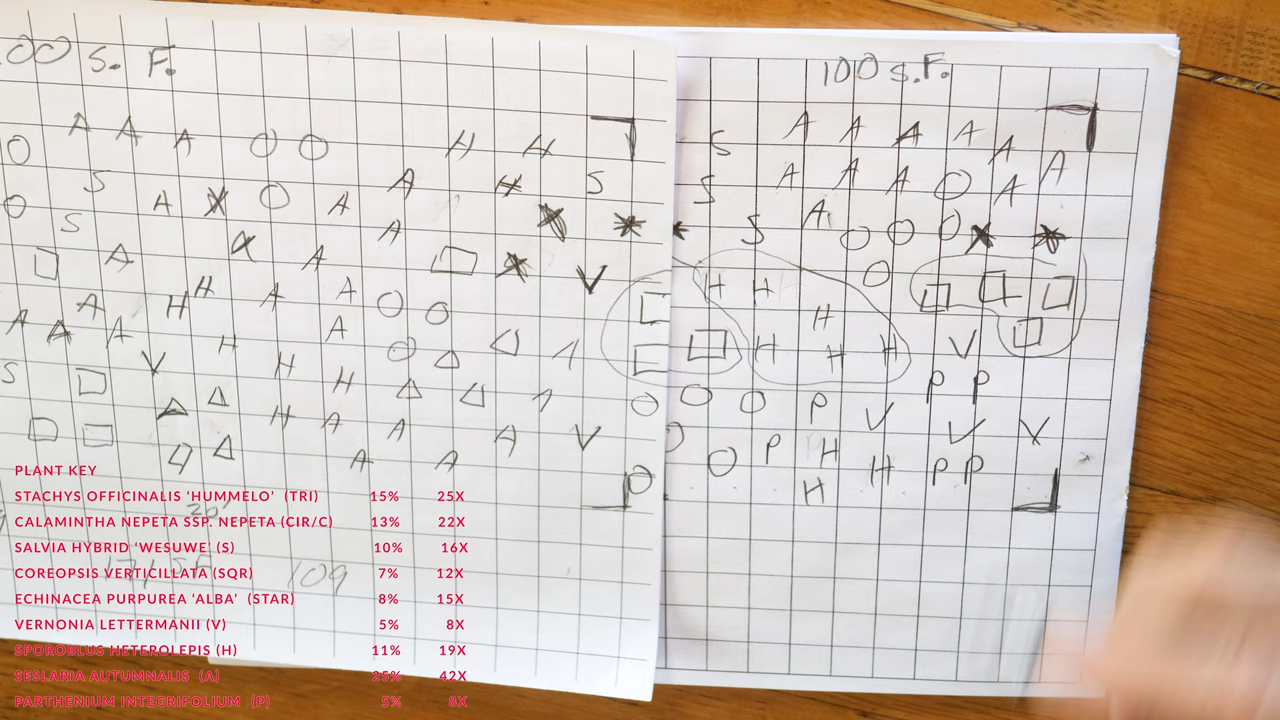 00 S. F.
100 S.F.
A A A O O H H
S A O A A H S
S A A
A A
A H H A A O O
A A A A O
V H H H
S
H A A A V
A A
O
S A A A A A A
S A A A O A
S A O O O
H H O
H
H H H V
P P
O O O P V V V
O O P H H P P
H
PLANT KEY
STACHYS OFFICINALIS ‘HUMMELO’ (TRI) 15% 25X
CALAMINTHA NEPETA SSP. NEPETA (CIR/C) 13% 22X
SALVIA HYBRID ‘WESUWE’ (S) 10% 16X
COREOPSIS VERTICILLATA (SQR) 7% 12X
ECHINACEA PURPUREA ‘ALBA’ (STAR) 8% 15X
VERNONIA LETTERMANII (V) 5% 8X
SPOROBLUS HETEROLEPIS (H) 11% 19X
SESLARIA AUTUMNALIS (A) 25% 42X
PARTHENIUM INTEGRIFOLIUM (P) 5% 8X
109